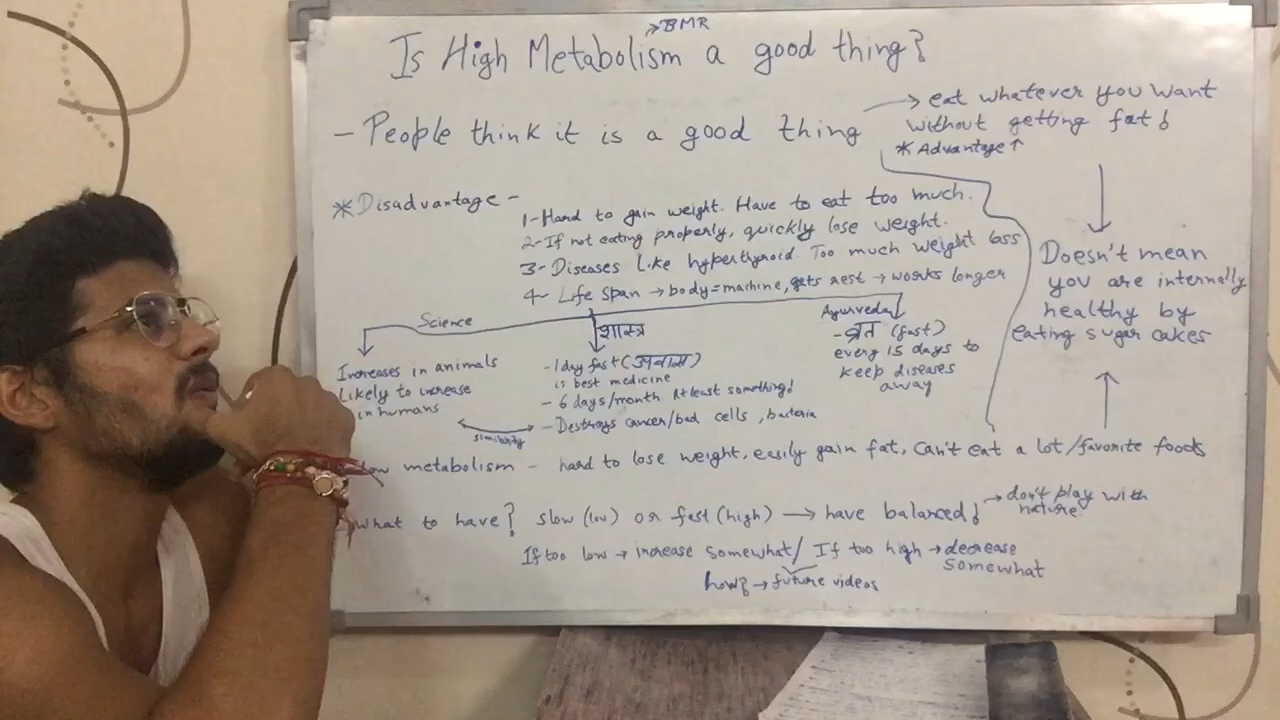 →BMR
Is High Metabolism a good thing?
- People think it is a good thing
→ eat whatever you want
without getting fat!
* Advantage ↑
* Disadvantage -
1- Hard to gain weight. Have to eat too much.
2- If not eating properly, quickly lose weight.
3- Diseases like hyperthyroid. Too much weight loss
4- Life span → body = machine, gets rest → works longer
Doesn't mean
you are internally
healthy by
eating sugar cakes
Science
Increases in animals
Likely to increase
in humans
शास्त्र
- 1 day fast (उपवास)
is best medicine
- 6 days/month At least something!
- Destroys cancer/bad cells, bacteria
similarity
Ayurveda
- व्रत (fast)
every 15 days to
keep diseases
away
low metabolism - hard to lose weight, easily gain fat, Can't eat a lot/favorite foods
What to have? slow (low) or fast (high) → have balanced!
→ don't play with
nature
If too low → increase somewhat / If too high → decrease
somewhat
how? → future videos